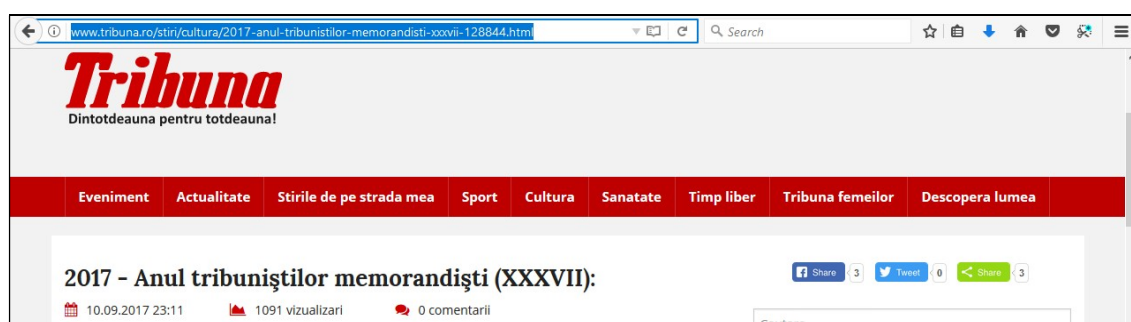 www.tribuna.ro/stiri/cultura/2017-anul-tribunistilor-memorandisti-xxxvii-128844.html Search
Tribuna
Dintotdeauna pentru totdeauna!
Eveniment Actualitate Stirile de pe strada mea Sport Cultura Sanatate Timp liber Tribuna femeilor Descopera lumea
2017 – Anul tribuniştilor memorandişti (XXXVII):
Share 3 Tweet 0 Share 3
10.09.2017 23:11 1091 vizualizari 0 comentarii